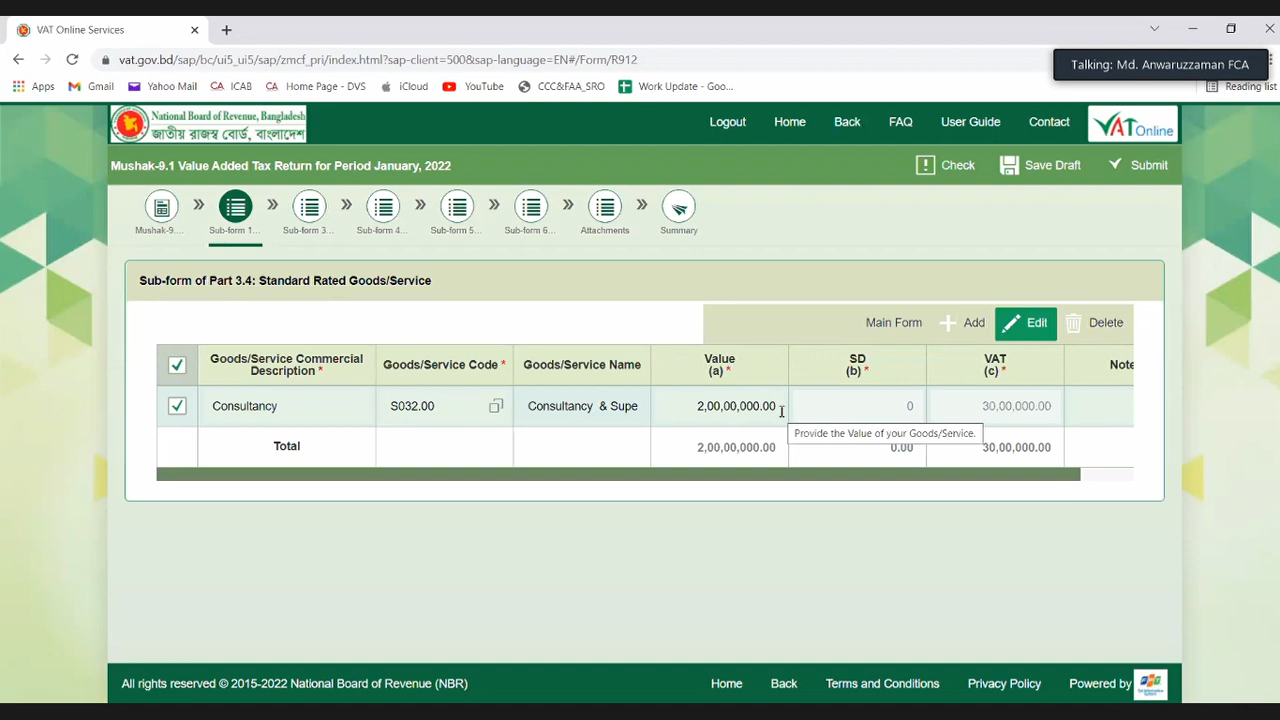 VAT Online Services
vat.gov.bd/sap/bc/ui5_ui5/sap/zmcf_pri/index.html?sap-client=500&sap-language=EN#/Form/R912
Talking: Md. Anwaruzzaman FCA
Apps Gmail Yahoo Mail ICAB Home Page - DVS iCloud YouTube CCC&FAA_SRO Work Update - Goo... Reading list
National Board of Revenue, Bangladesh
জাতীয় রাজস্ব বোর্ড, বাংলাদেশ
Logout Home Back FAQ User Guide Contact VAT Online
Mushak-9.1 Value Added Tax Return for Period January, 2022
Check Save Draft Submit
Mushak-9.... Sub-form 1... Sub-form 3... Sub-form 4... Sub-form 5... Sub-form 6... Attachments Summary
Sub-form of Part 3.4: Standard Rated Goods/Service
Main Form Add Edit Delete
Goods/Service Commercial Description * Goods/Service Code * Goods/Service Name Value (a) * SD (b) * VAT (c) * Note
Consultancy S032.00 Consultancy & Supe 2,00,00,000.00 0 30,00,000.00
Provide the Value of your Goods/Service.
Total 2,00,00,000.00 0.00 30,00,000.00
All rights reserved © 2015-2022 National Board of Revenue (NBR)
Home Back Terms and Conditions Privacy Policy Powered by FPT